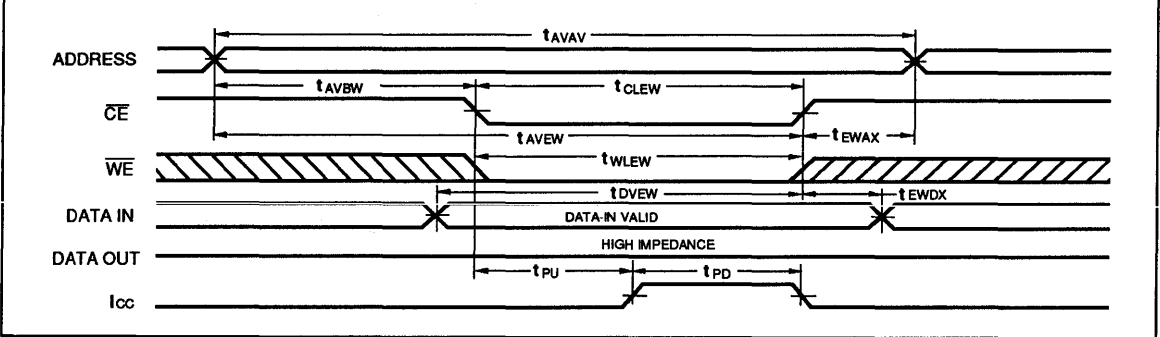 tAVAV
ADDRESS
tAVBW tCLEW
CE
tAVEW tEWAX
WE tWLEW
tDVEW tEWDX
DATA IN DATA-IN VALID
HIGH IMPEDANCE
DATA OUT
tPU tPD
Icc